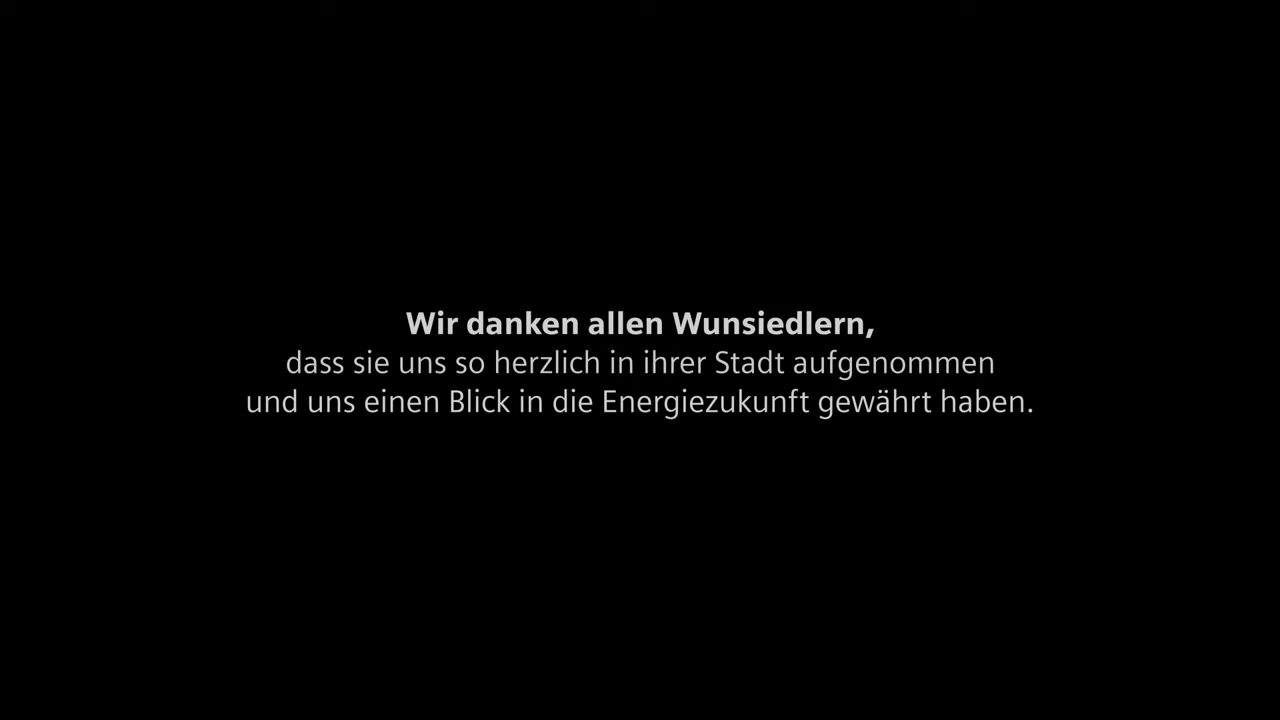 Wir danken allen Wunsiedlern,
dass sie uns so herzlich in ihrer Stadt aufgenommen
und uns einen Blick in die Energiezukunft gewährt haben.